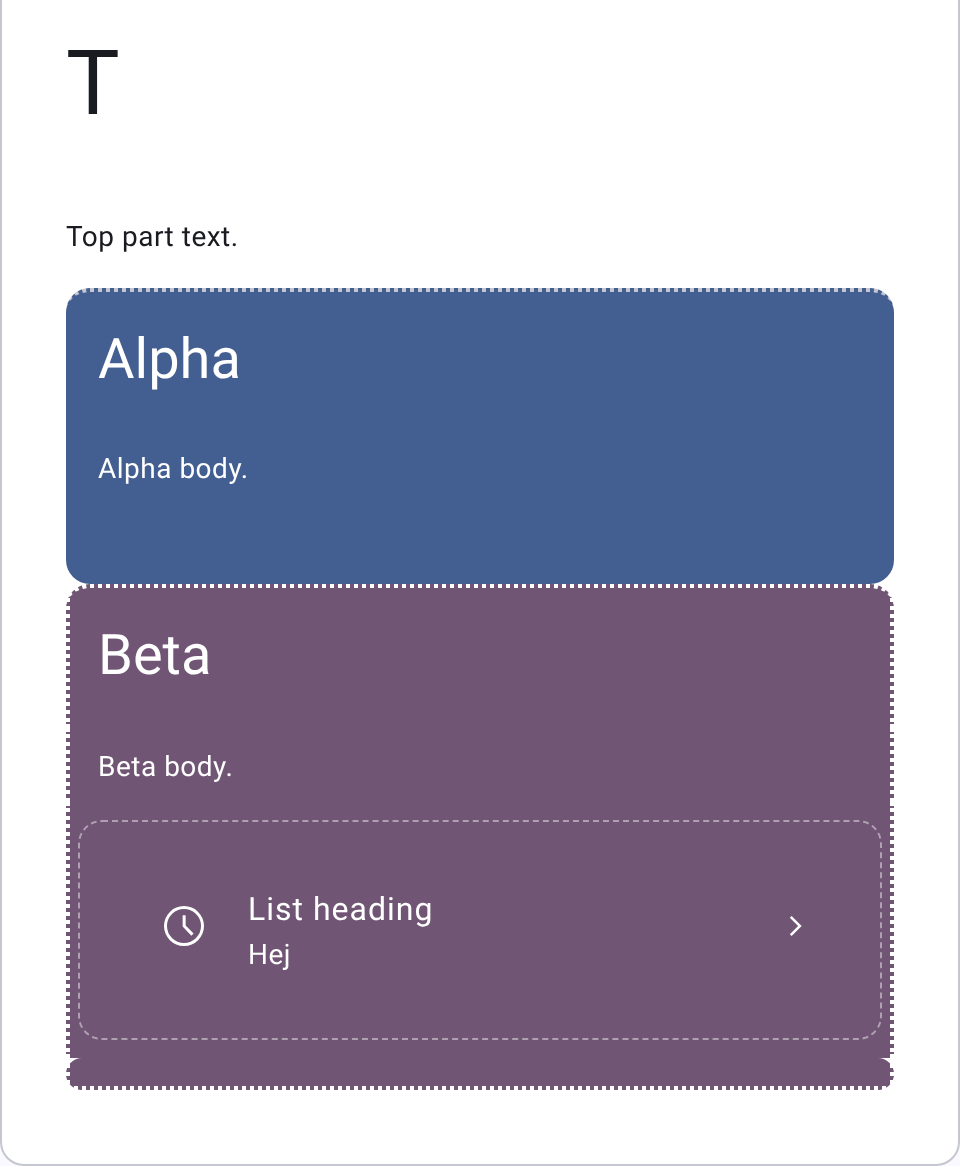 T
Top part text.
Alpha
Alpha body.
Beta
Beta body.
List heading
Hej